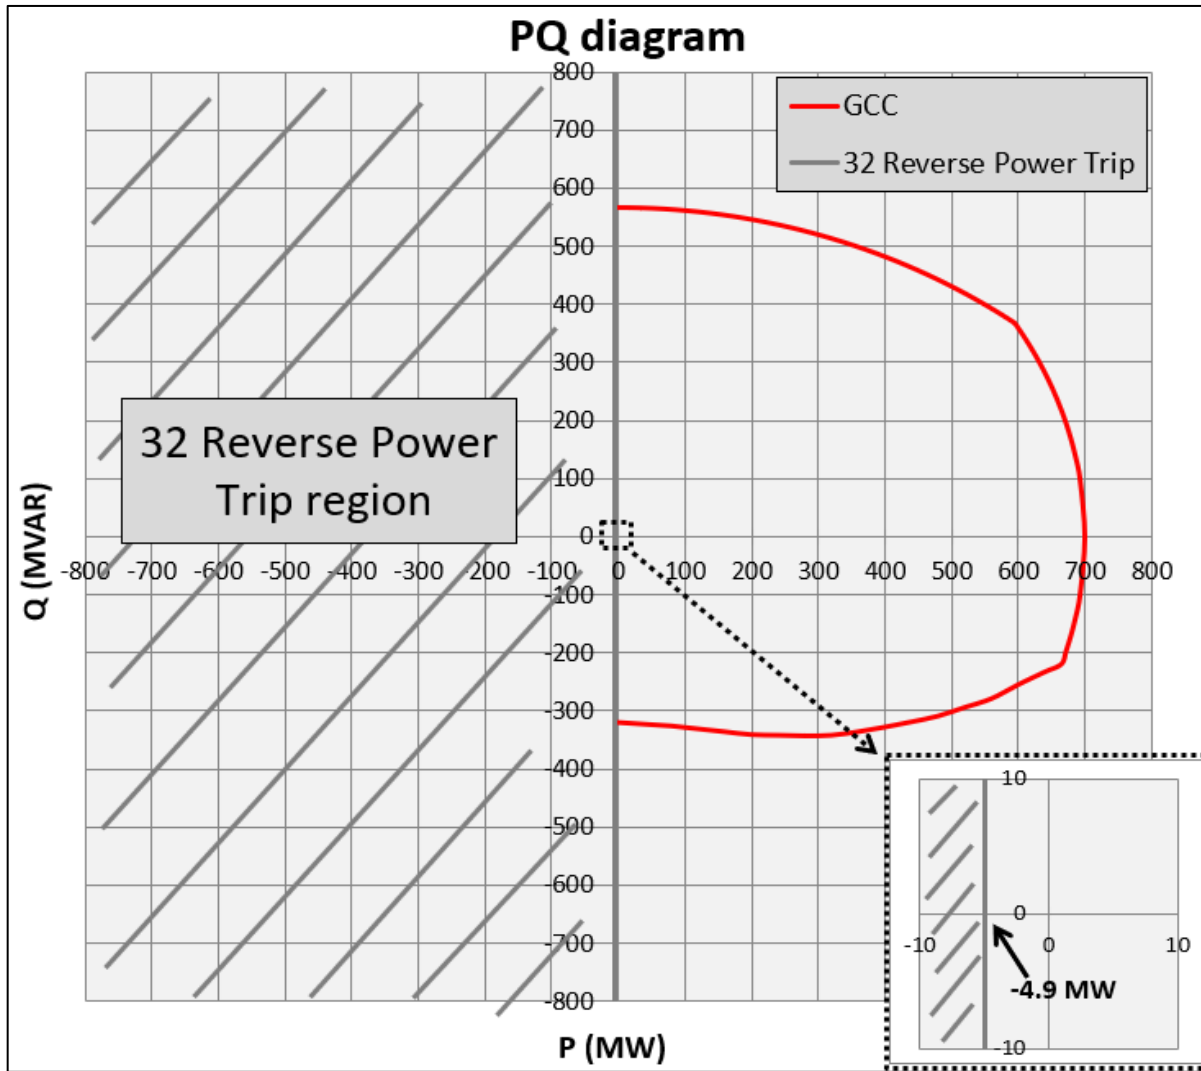 PQ diagram
800
GCC
32 Reverse Power Trip
700
600
500
400
300
200
32 Reverse Power
Trip region
100
0
Q (MVAR)
-800 -700 -600 -500 -400 -300 -200 -100 0 100 200 300 400 500 600 700 800
-100
-200
-300
-400
-500
-600
-700
-800
P (MW)
10
0
-10 0 10
-4.9 MW
-10